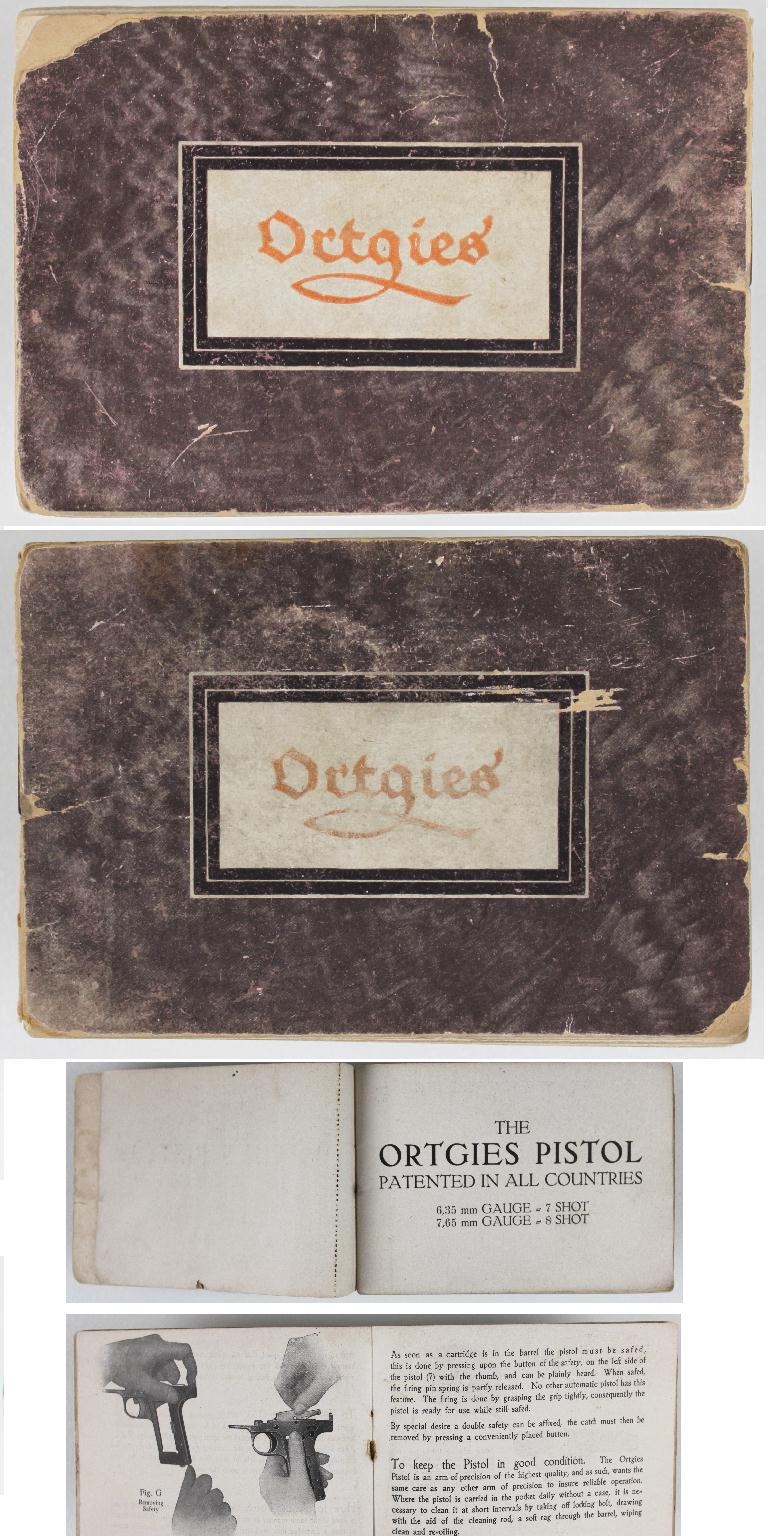 Ortgies
Ortgies
THE
ORTGIES PISTOL
PATENTED IN ALL COUNTRIES
6,35 mm GAUGE = 7 SHOT
7,65 mm GAUGE = 8 SHOT
Fig. G
Removing
Safety
As soon as a cartridge is in the barrel the pistol must be safed,
this is done by pressing upon the button of the safety, on the left side of
the pistol (7) with the thumb, and can be plainly heard. When safed,
the firing pin spring is partly released. No other automatic pistol has this
feature. The firing is done by grasping the grip tightly, consequently the
pistol is ready for use while still safed.
By special desire a double safety can be affixed, the catch must then be
removed by pressing a conveniently placed button.
To keep the Pistol in good condition. The Ortgies
Pistol is an arm of precision of the highest quality, and as such, wants the
same care as any other arm of precision to insure reliable operation.
Where the pistol is carried in the pocket daily without a case, it is ne-
cessary to clean it at short intervals by taking off locking bolt, drawing
with the aid of the cleaning rod, a soft rag through the barrel, wiping
clean and re-oiling.